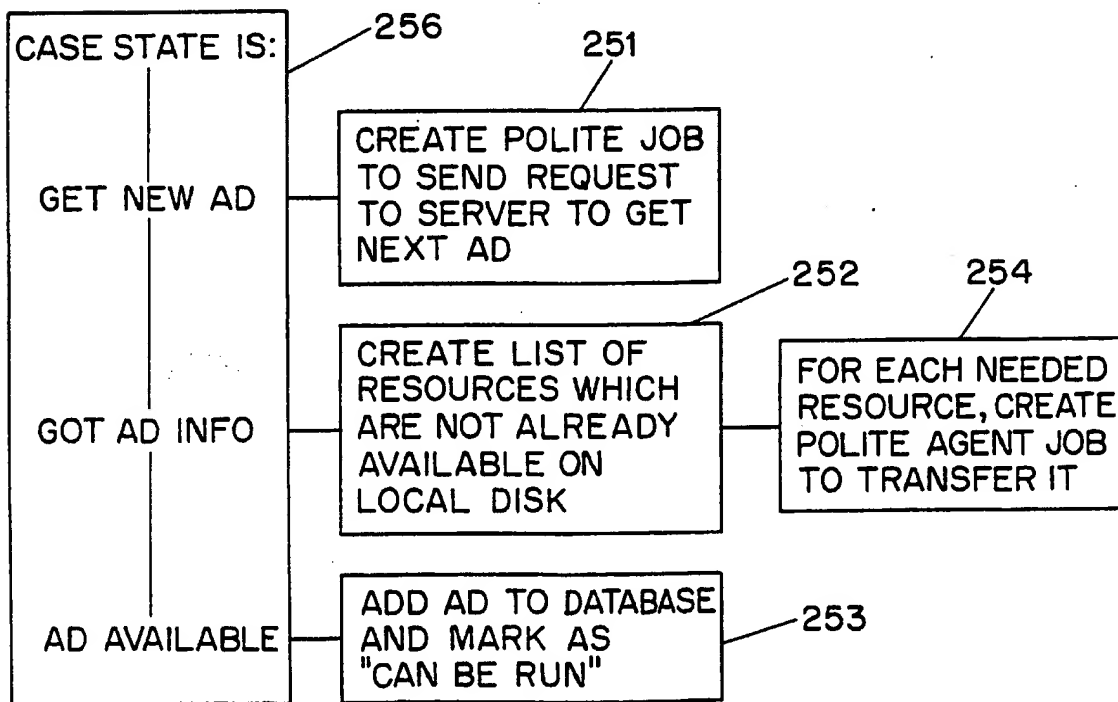 CASE STATE IS:
256
251
GET NEW AD
CREATE POLITE JOB
TO SEND REQUEST
TO SERVER TO GET
NEXT AD
252
254
GOT AD INFO
CREATE LIST OF
RESOURCES WHICH
ARE NOT ALREADY
AVAILABLE ON
LOCAL DISK
FOR EACH NEEDED
RESOURCE, CREATE
POLITE AGENT JOB
TO TRANSFER IT
AD AVAILABLE
ADD AD TO DATABASE
AND MARK AS
"CAN BE RUN"
253